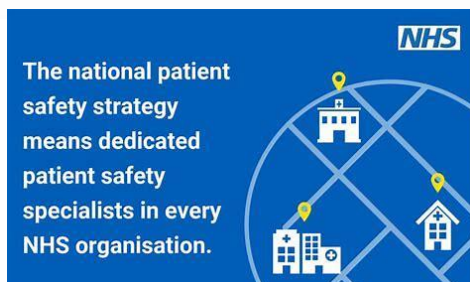 NHS
The national patient
safety strategy
means dedicated
patient safety
specialists in every
NHS organisation.